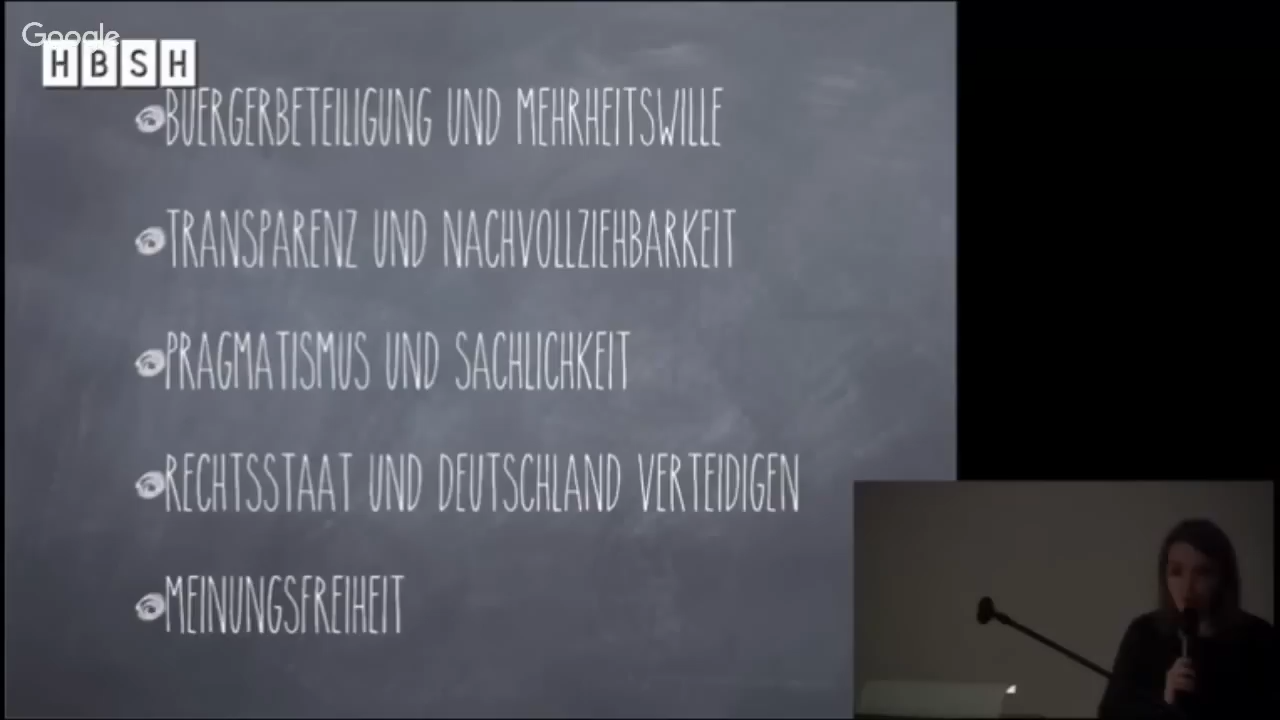 Google
HBSH
BUERGERBETEILIGUNG UND MEHRHEITSWILLE
TRANSPARENZ UND NACHVOLLZIEHBARKEIT
PRAGMATISMUS UND SACHLICHKEIT
RECHTSSTAAT UND DEUTSCHLAND VERTEIDIGEN
MEINUNGSFREIHEIT